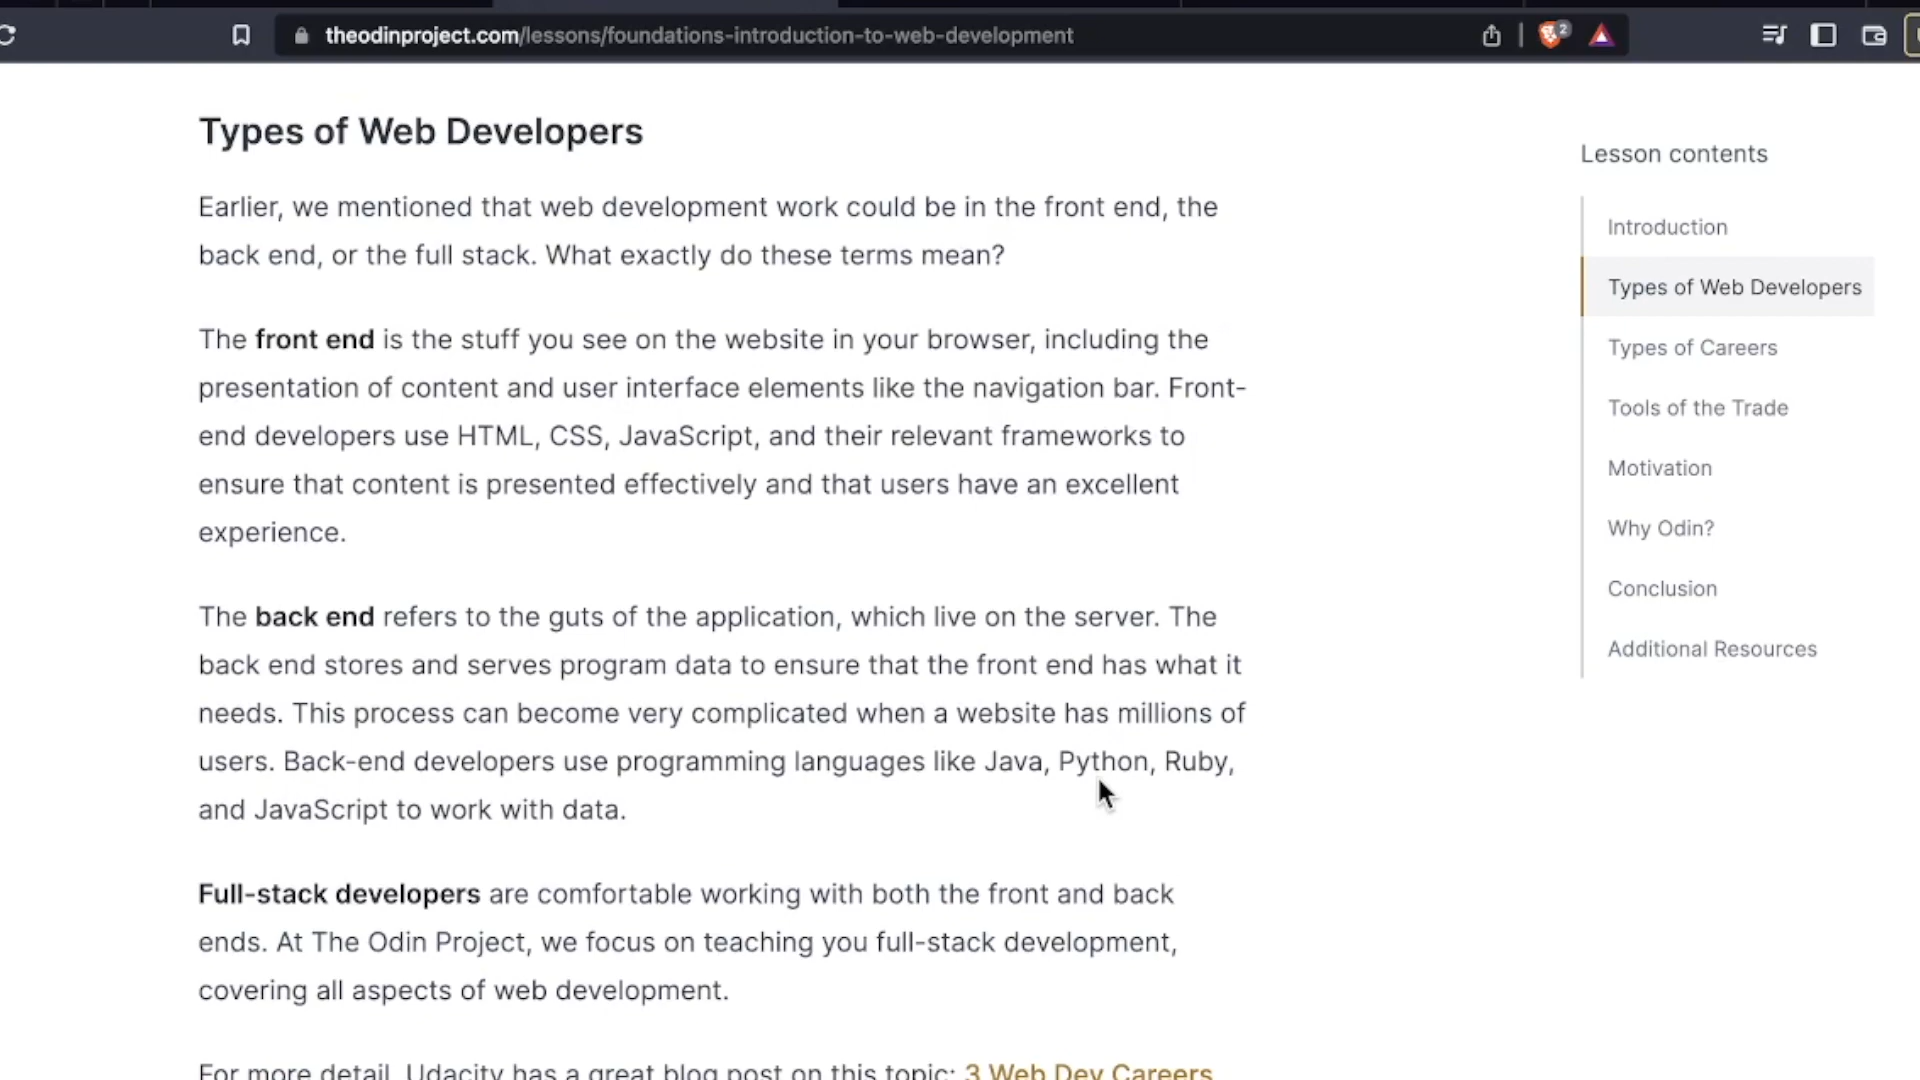 theodinproject.com/lessons/foundations-introduction-to-web-development
2
Types of Web Developers
Earlier, we mentioned that web development work could be in the front end, the
back end, or the full stack. What exactly do these terms mean?
The front end is the stuff you see on the website in your browser, including the
presentation of content and user interface elements like the navigation bar. Front-
end developers use HTML, CSS, JavaScript, and their relevant frameworks to
ensure that content is presented effectively and that users have an excellent
experience.
The back end refers to the guts of the application, which live on the server. The
back end stores and serves program data to ensure that the front end has what it
needs. This process can become very complicated when a website has millions of
users. Back-end developers use programming languages like Java, Python, Ruby,
and JavaScript to work with data.
Full-stack developers are comfortable working with both the front and back
ends. At The Odin Project, we focus on teaching you full-stack development,
covering all aspects of web development.
For more detail, Udacity has a great blog post on this topic: 3 Web Dev Careers
Lesson contents
Introduction
Types of Web Developers
Types of Careers
Tools of the Trade
Motivation
Why Odin?
Conclusion
Additional Resources